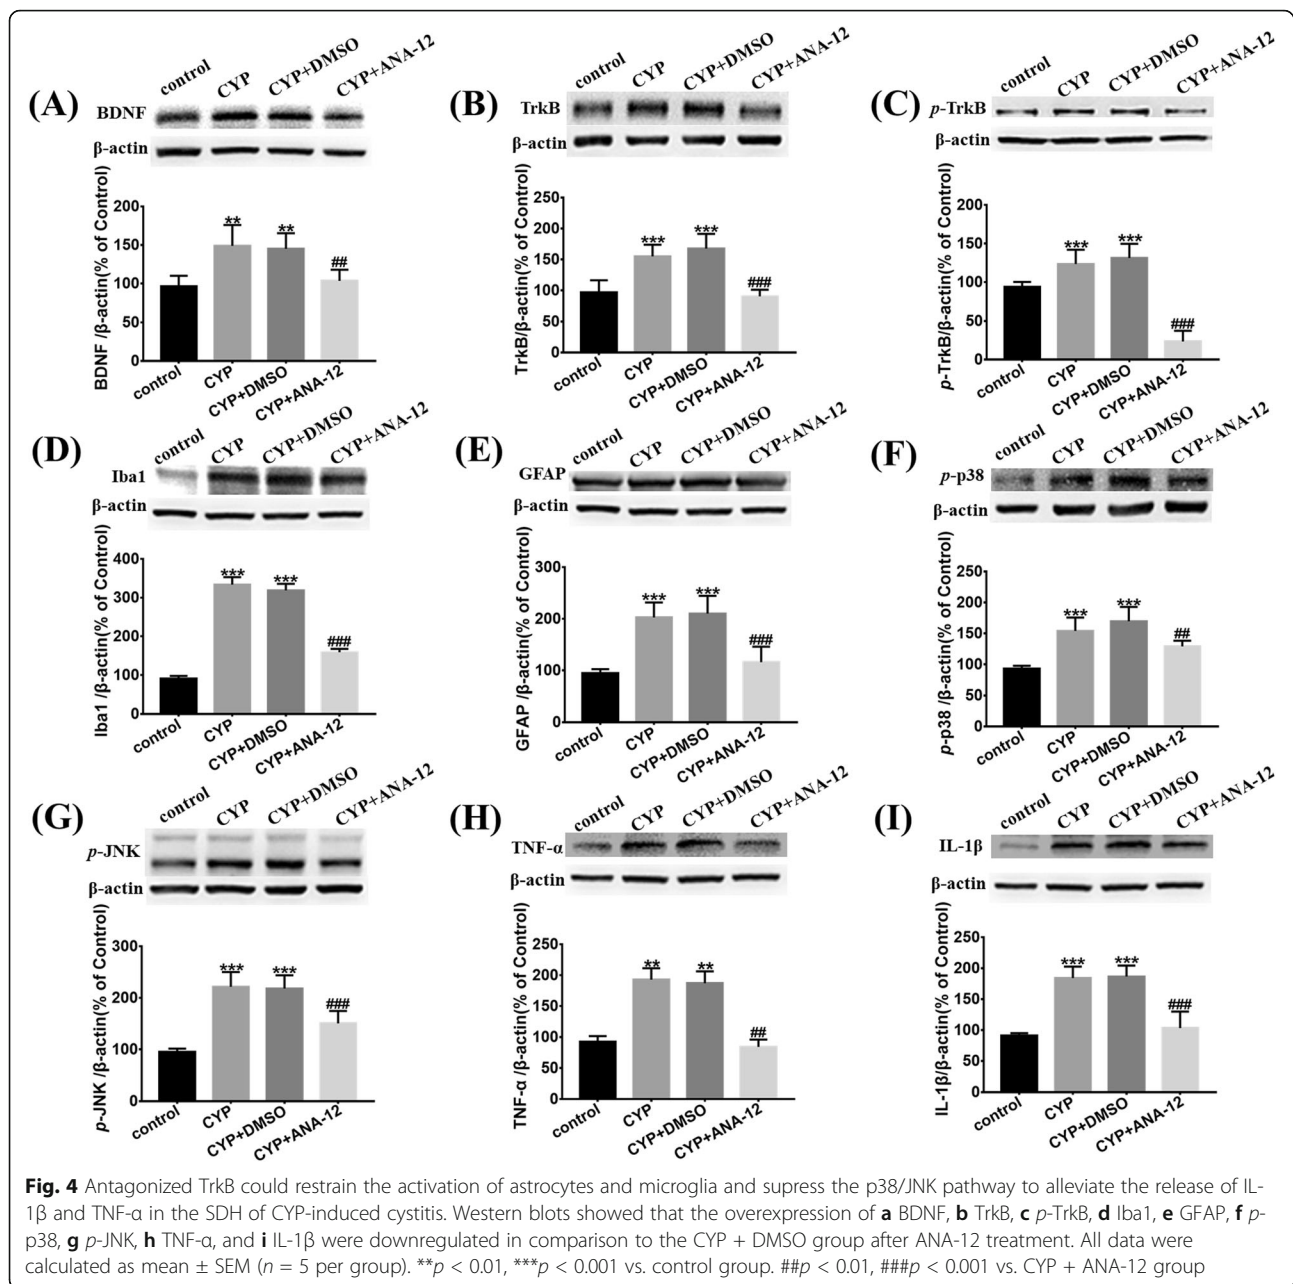 control CYP CYP+DMSO CYP+ANA-12
(A)
BDNF
β-actin
BDNF /β-actin(% of Control)
200
150
100
50
0
** ** ##
control CYP CYP+DMSO CYP+ANA-12
control CYP CYP+DMSO CYP+ANA-12
(B)
TrkB
β-actin
TrkB/β-actin(% of Control)
250
200
150
100
50
0
*** *** ###
control CYP CYP+DMSO CYP+ANA-12
control CYP CYP+DMSO CYP+ANA-12
(C)
p-TrkB
β-actin
p-TrkB/β-actin(% of Control)
200
150
100
50
0
*** *** ###
control CYP CYP+DMSO CYP+ANA-12
control CYP CYP+DMSO CYP+ANA-12
(D)
Iba1
β-actin
Iba1 /β-actin(% of Control)
400
300
200
100
0
*** *** ###
control CYP CYP+DMSO CYP+ANA-12
control CYP CYP+DMSO CYP+ANA-12
(E)
GFAP
β-actin
GFAP /β-actin(% of Control)
300
200
100
0
*** *** ###
control CYP CYP+DMSO CYP+ANA-12
control CYP CYP+DMSO CYP+ANA-12
(F)
p-p38
β-actin
p-p38 /β-actin(% of Control)
250
200
150
100
50
0
*** *** ##
control CYP CYP+DMSO CYP+ANA-12
control CYP CYP+DMSO CYP+ANA-12
(G)
p-JNK
β-actin
p-JNK /β-actin(% of Control)
300
200
100
0
*** *** ###
control CYP CYP+DMSO CYP+ANA-12
control CYP CYP+DMSO CYP+ANA-12
(H)
TNF-α
β-actin
TNF-α /β-actin(% of Control)
250
200
150
100
50
0
** ** ##
control CYP CYP+DMSO CYP+ANA-12
control CYP CYP+DMSO CYP+ANA-12
(I)
IL-1β
β-actin
IL-1β/β-actin(% of Control)
250
200
150
100
50
0
*** *** ###
control CYP CYP+DMSO CYP+ANA-12
Fig. 4 Antagonized TrkB could restrain the activation of astrocytes and microglia and supress the p38/JNK pathway to alleviate the release of IL-
1β and TNF-α in the SDH of CYP-induced cystitis. Western blots showed that the overexpression of a BDNF, b TrkB, c p-TrkB, d Iba1, e GFAP, f p-
p38, g p-JNK, h TNF-α, and i IL-1β were downregulated in comparison to the CYP + DMSO group after ANA-12 treatment. All data were
calculated as mean ± SEM (n = 5 per group). **p < 0.01, ***p < 0.001 vs. control group. ##p < 0.01, ###p < 0.001 vs. CYP + ANA-12 group